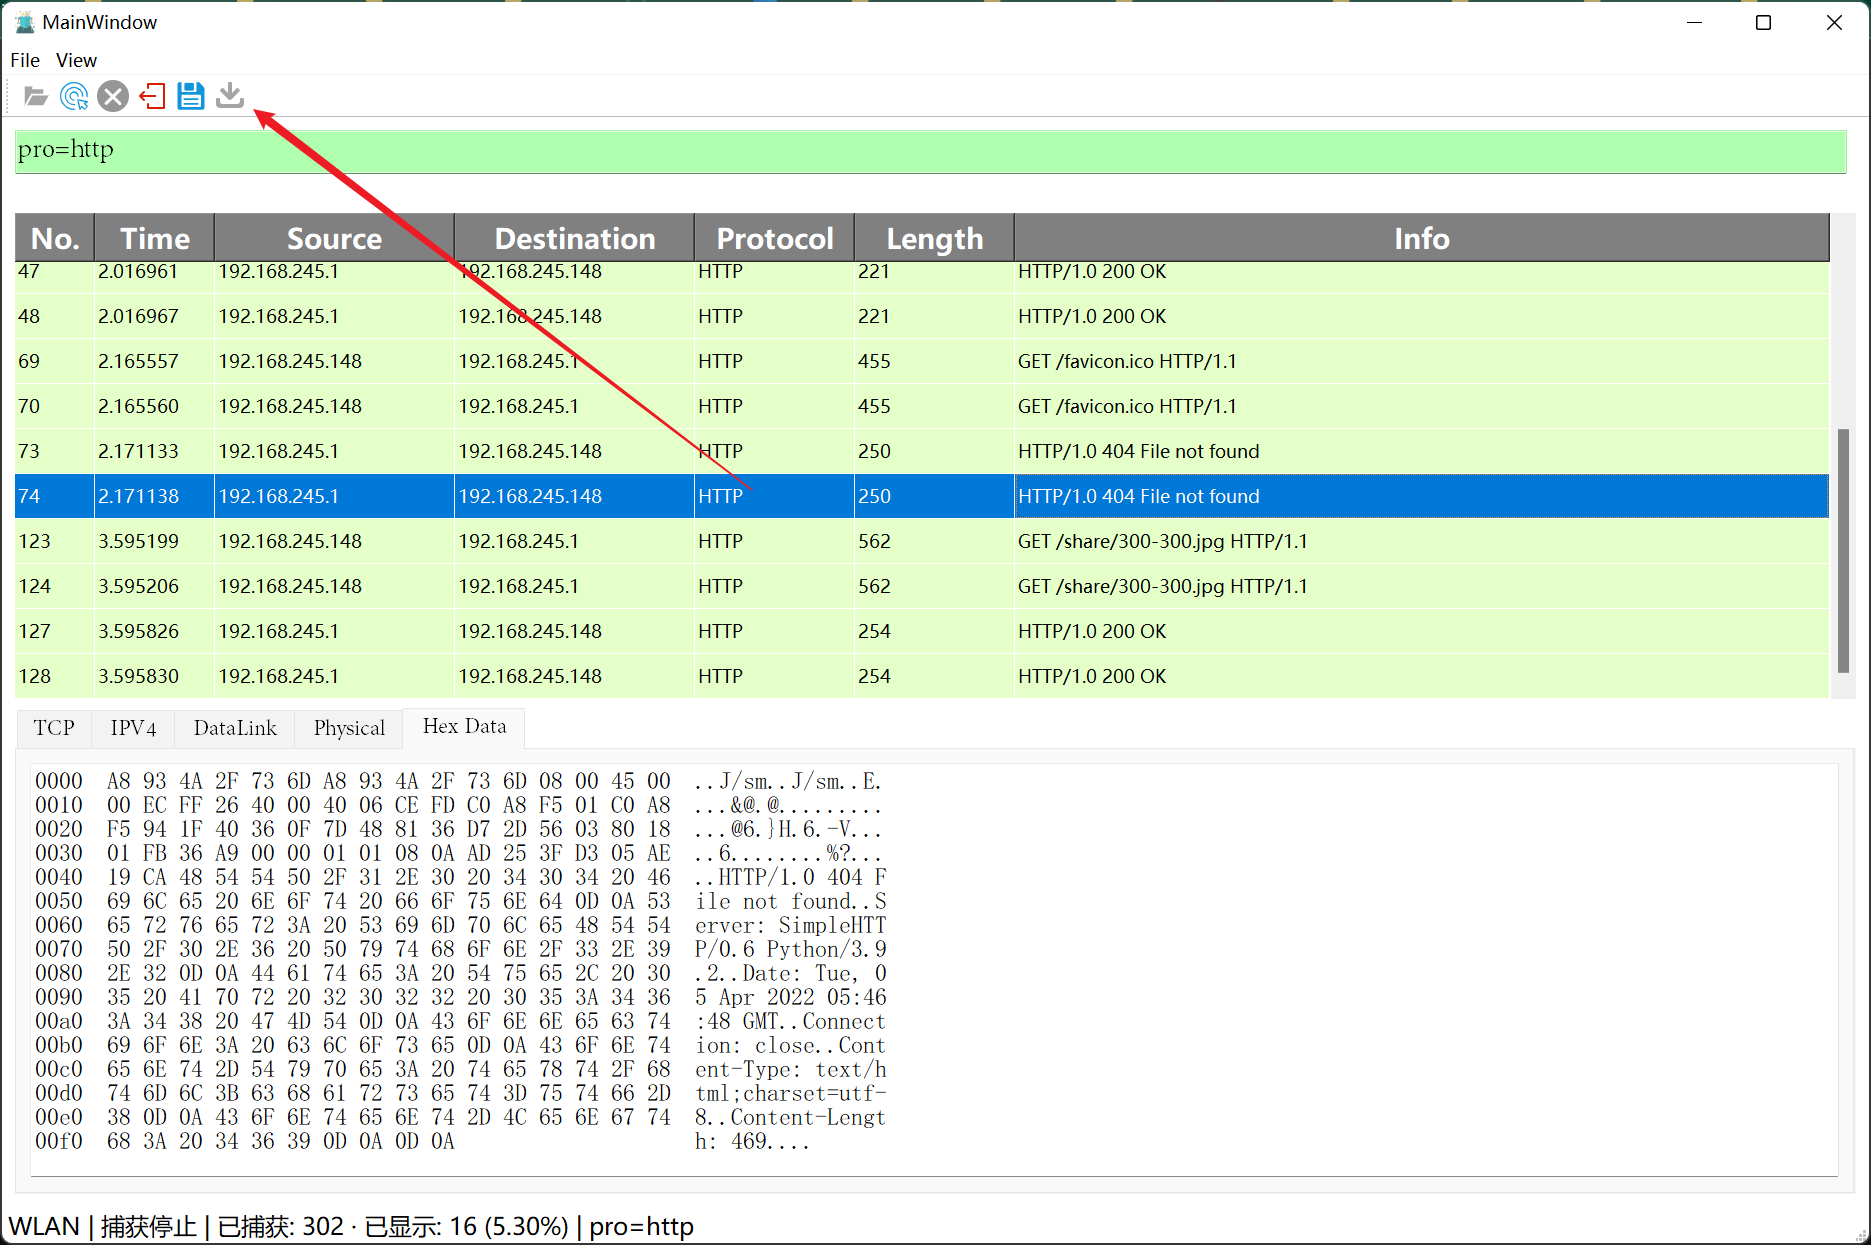 MainWindow
File View
pro=http
No. Time Source Destination Protocol Length Info
47 2.016961 192.168.245.1 192.168.245.148 HTTP 221 HTTP/1.0 200 OK
48 2.016967 192.168.245.1 192.168.245.148 HTTP 221 HTTP/1.0 200 OK
69 2.165557 192.168.245.148 192.168.245.1 HTTP 455 GET /favicon.ico HTTP/1.1
70 2.165560 192.168.245.148 192.168.245.1 HTTP 455 GET /favicon.ico HTTP/1.1
73 2.171133 192.168.245.1 192.168.245.148 HTTP 250 HTTP/1.0 404 File not found
74 2.171138 192.168.245.1 192.168.245.148 HTTP 250 HTTP/1.0 404 File not found
123 3.595199 192.168.245.148 192.168.245.1 HTTP 562 GET /share/300-300.jpg HTTP/1.1
124 3.595206 192.168.245.148 192.168.245.1 HTTP 562 GET /share/300-300.jpg HTTP/1.1
127 3.595826 192.168.245.1 192.168.245.148 HTTP 254 HTTP/1.0 200 OK
128 3.595830 192.168.245.1 192.168.245.148 HTTP 254 HTTP/1.0 200 OK
TCP IPV4 DataLink Physical Hex Data
0000 A8 93 4A 2F 73 6D A8 93 4A 2F 73 6D 08 00 45 00 ..J/sm..J/sm..E.
0010 00 EC FF 26 40 00 40 06 CE FD C0 A8 F5 01 C0 A8 ...&@.@.........
0020 F5 94 1F 40 36 0F 7D 48 81 36 D7 2D 56 03 80 18 ...@6.}H.6.-V...
0030 01 FB 36 A9 00 00 01 01 08 0A AD 25 3F D3 05 AE ..6........%?...
0040 19 CA 48 54 54 50 2F 31 2E 30 20 34 30 34 20 46 ..HTTP/1.0 404 F
0050 69 6C 65 20 6E 6F 74 20 66 6F 75 6E 64 0D 0A 53 ile not found..S
0060 65 72 76 65 72 3A 20 53 69 6D 70 6C 65 48 54 54 erver: SimpleHTT
0070 50 2F 30 2E 36 20 50 79 74 68 6F 6E 2F 33 2E 39 P/0.6 Python/3.9
0080 2E 32 0D 0A 44 61 74 65 3A 20 54 75 65 2C 20 30 .2..Date: Tue, 0
0090 35 20 41 70 72 20 32 30 32 32 20 30 35 3A 34 36 5 Apr 2022 05:46
00a0 3A 34 38 20 47 4D 54 0D 0A 43 6F 6E 6E 65 63 74 :48 GMT..Connect
00b0 69 6F 6E 3A 20 63 6C 6F 73 65 0D 0A 43 6F 6E 74 ion: close..Cont
00c0 65 6E 74 2D 54 79 70 65 3A 20 74 65 78 74 2F 68 ent-Type: text/h
00d0 74 6D 6C 3B 63 68 61 72 73 65 74 3D 75 74 66 2D tml;charset=utf-
00e0 38 0D 0A 43 6F 6E 74 65 6E 74 2D 4C 65 6E 67 74 8..Content-Lengt
00f0 68 3A 20 34 36 39 0D 0A 0D 0A h: 469....
WLAN | 捕获停止 | 已捕获: 302 · 已显示: 16 (5.30%) | pro=http